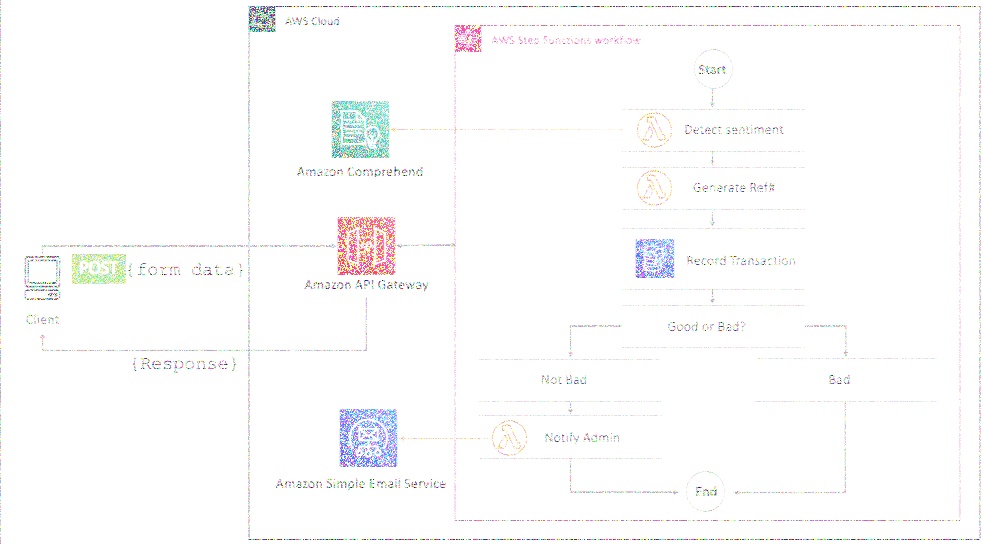 AWS Cloud
AWS Step Functions workflow
Start
Detect sentiment
Amazon Comprehend
Generate Ref#
POST {form data}
Record Transaction
Amazon API Gateway
Client
Good or Bad?
{Response}
Not Bad
Bad
Notify Admin
Amazon Simple Email Service
End